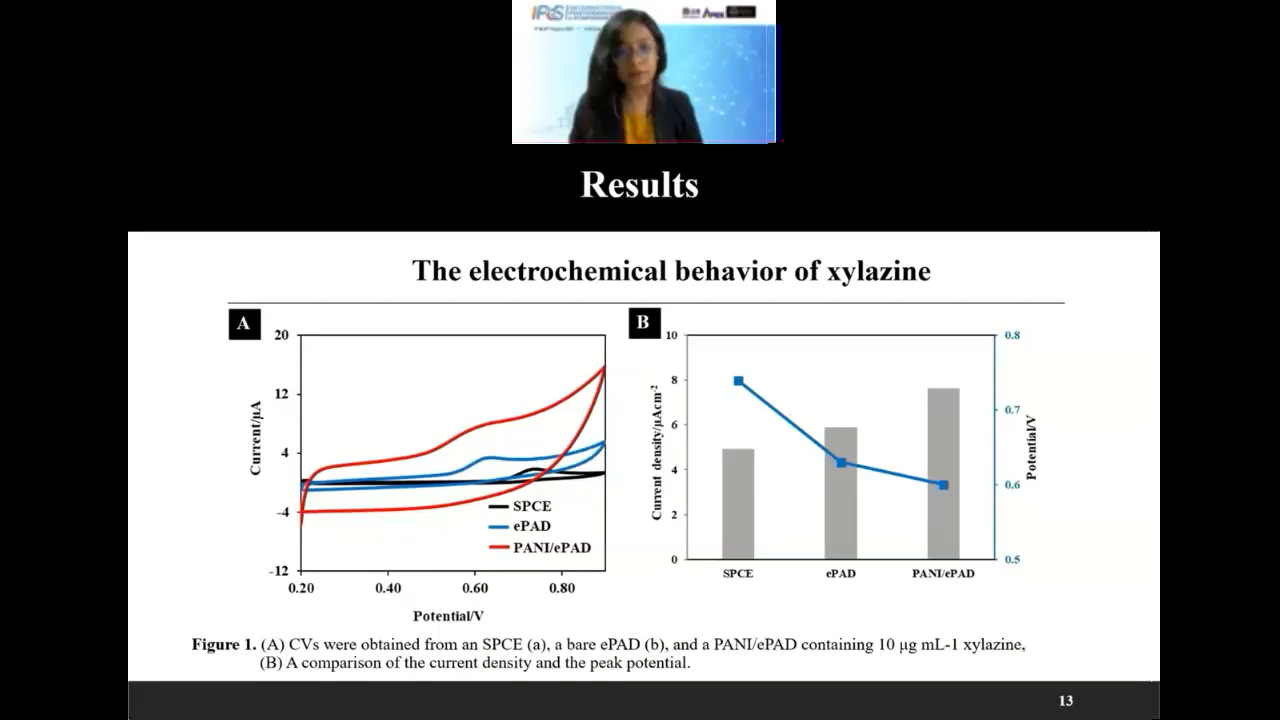 IPCS
APEX
Results
The electrochemical behavior of xylazine
A
20
12
4
-4
-12
0.20 0.40 0.60 0.80
Current/μA
Potential/V
SPCE
ePAD
PANI/ePAD
B
10
8
6
4
2
0
Current density/μAcm-2
0.8
0.7
0.6
0.5
Potential/V
SPCE ePAD PANI/ePAD
Figure 1. (A) CVs were obtained from an SPCE (a), a bare ePAD (b), and a PANI/ePAD containing 10 μg mL-1 xylazine,
(B) A comparison of the current density and the peak potential.
13